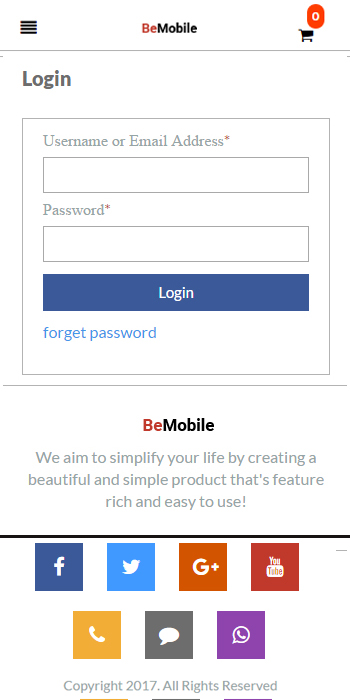 BeMobile
0
Login
Username or Email Address*
Password*
Login
forget password
BeMobile
We aim to simplify your life by creating a
beautiful and simple product that's feature
rich and easy to use!
f
G+
You
Tube
Copyright 2017. All Rights Reserved